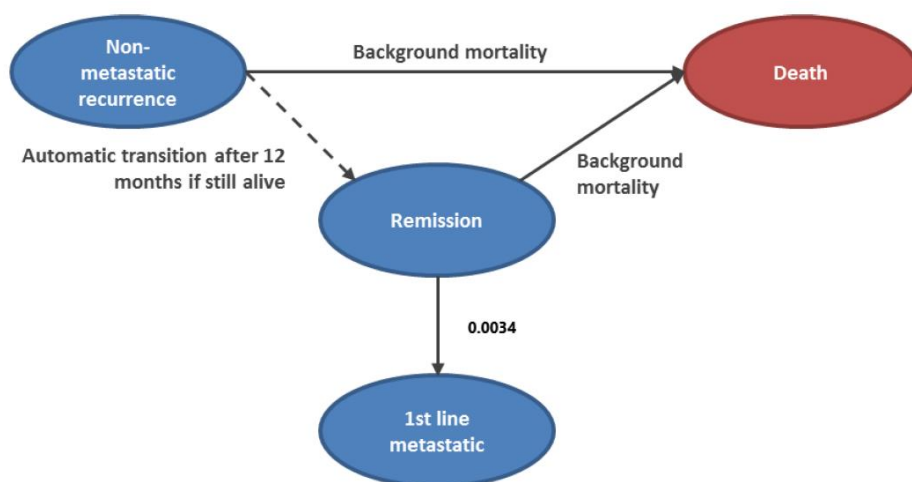 Non-
metastatic
recurrence
Background mortality
Death
Automatic transition after 12
months if still alive
Background
mortality
Remission
0.0034
1st line
metastatic